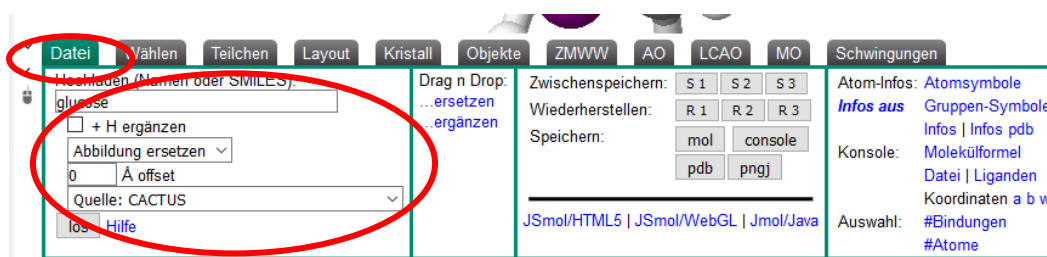 Datei Wählen Teilchen Layout Kristall Objekte ZMWW AO LCAO MO Schwingungen
Hochladen (Namen oder SMILES):
glucose
+ H ergänzen
Abbildung ersetzen
0 Å offset
Quelle: CACTUS
los Hilfe
Drag n Drop:
...ersetzen
...ergänzen
Zwischenspeichern: S 1 S 2 S 3
Wiederherstellen: R 1 R 2 R 3
Speichern: mol console
pdb pngj
JSmol/HTML5 | JSmol/WebGL | Jmol/Java
Atom-Infos: Atomsymbole
Infos aus Gruppen-Symbole
Infos | Infos pdb
Konsole: Molekülformel
Datei | Liganden
Koordinaten a b w
Auswahl: #Bindungen
#Atome